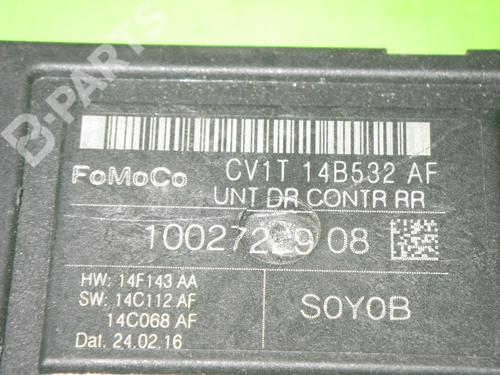 B-PARTS
FoMoCo CV1T 14B532 AF
UNT DR CONTR RR
08
HW: 14F143 AA
SW: 14C112 AF
14C068 AF
S0Y0B
Dat. 24.02.16